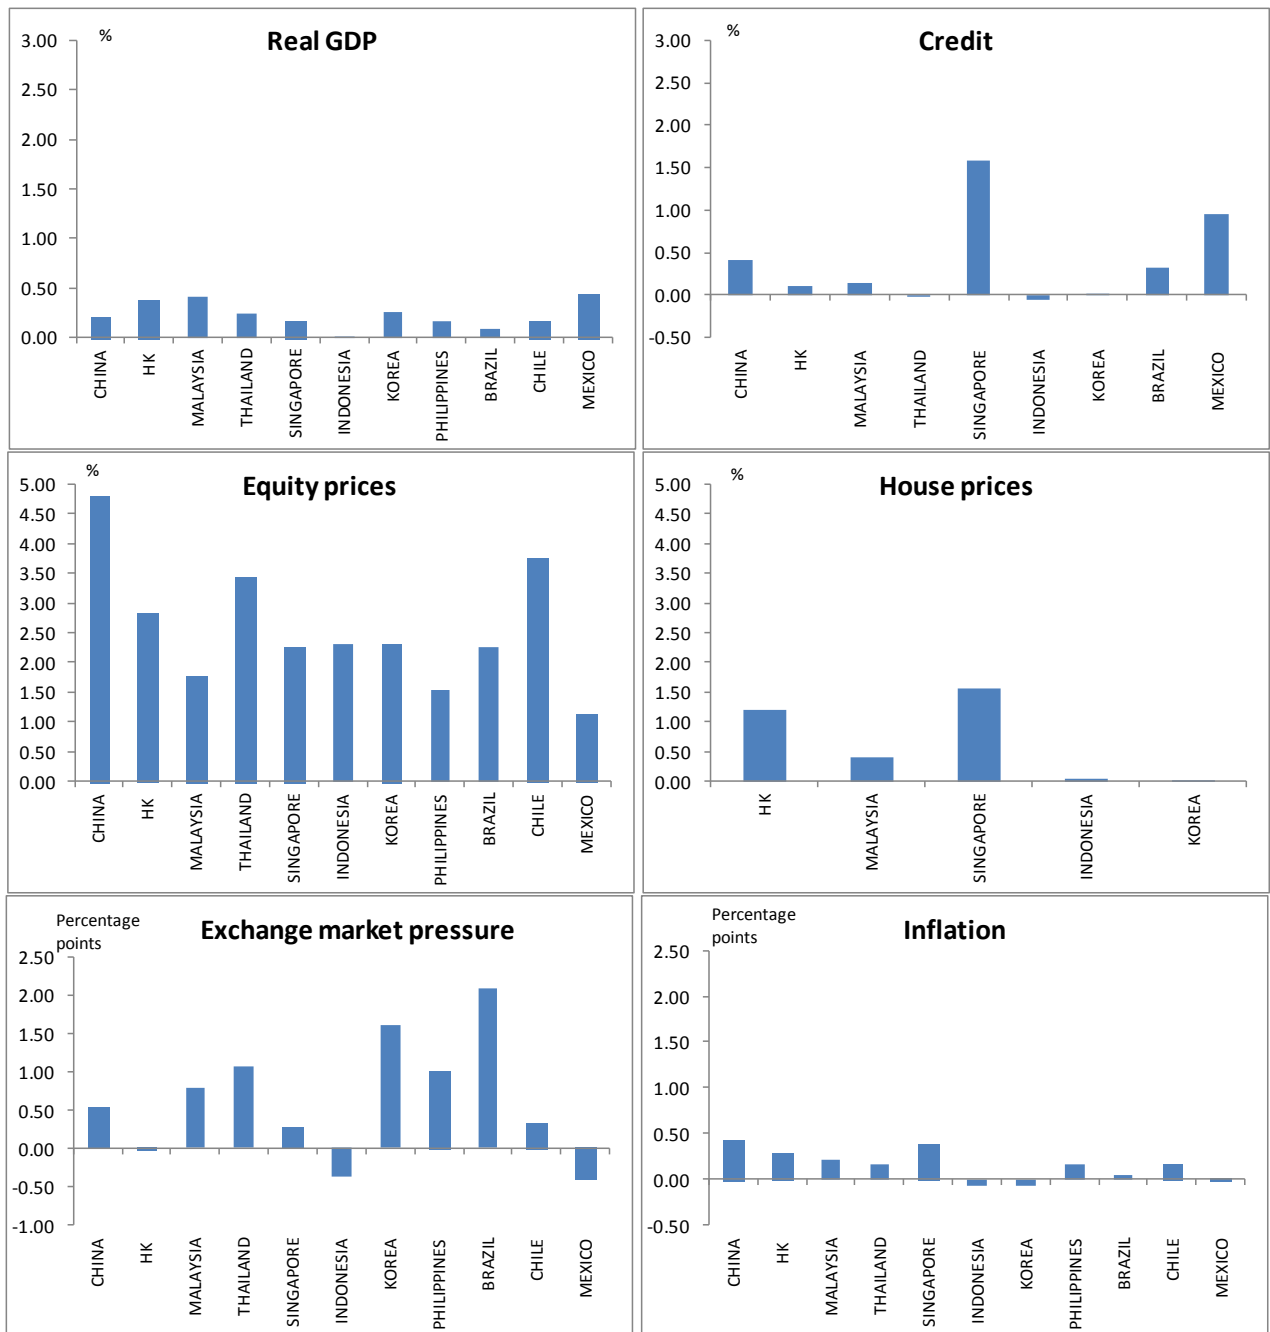 Real GDP
%
3.00
2.50
2.00
1.50
1.00
0.50
0.00
CHINA
HK
MALAYSIA
THAILAND
SINGAPORE
INDONESIA
KOREA
PHILIPPINES
BRAZIL
CHILE
MEXICO
Credit
%
3.00
2.50
2.00
1.50
1.00
0.50
0.00
-0.50
CHINA
HK
MALAYSIA
THAILAND
SINGAPORE
INDONESIA
KOREA
BRAZIL
MEXICO
Equity prices
%
5.00
4.50
4.00
3.50
3.00
2.50
2.00
1.50
1.00
0.50
0.00
CHINA
HK
MALAYSIA
THAILAND
SINGAPORE
INDONESIA
KOREA
PHILIPPINES
BRAZIL
CHILE
MEXICO
House prices
%
5.00
4.50
4.00
3.50
3.00
2.50
2.00
1.50
1.00
0.50
0.00
HK
MALAYSIA
SINGAPORE
INDONESIA
KOREA
Percentage
points
Exchange market pressure
2.50
2.00
1.50
1.00
0.50
0.00
-0.50
-1.00
CHINA
HK
MALAYSIA
THAILAND
SINGAPORE
INDONESIA
KOREA
PHILIPPINES
BRAZIL
CHILE
MEXICO
Percentage
points
Inflation
2.50
2.00
1.50
1.00
0.50
0.00
-0.50
CHINA
HK
MALAYSIA
THAILAND
SINGAPORE
INDONESIA
KOREA
PHILIPPINES
BRAZIL
CHILE
MEXICO